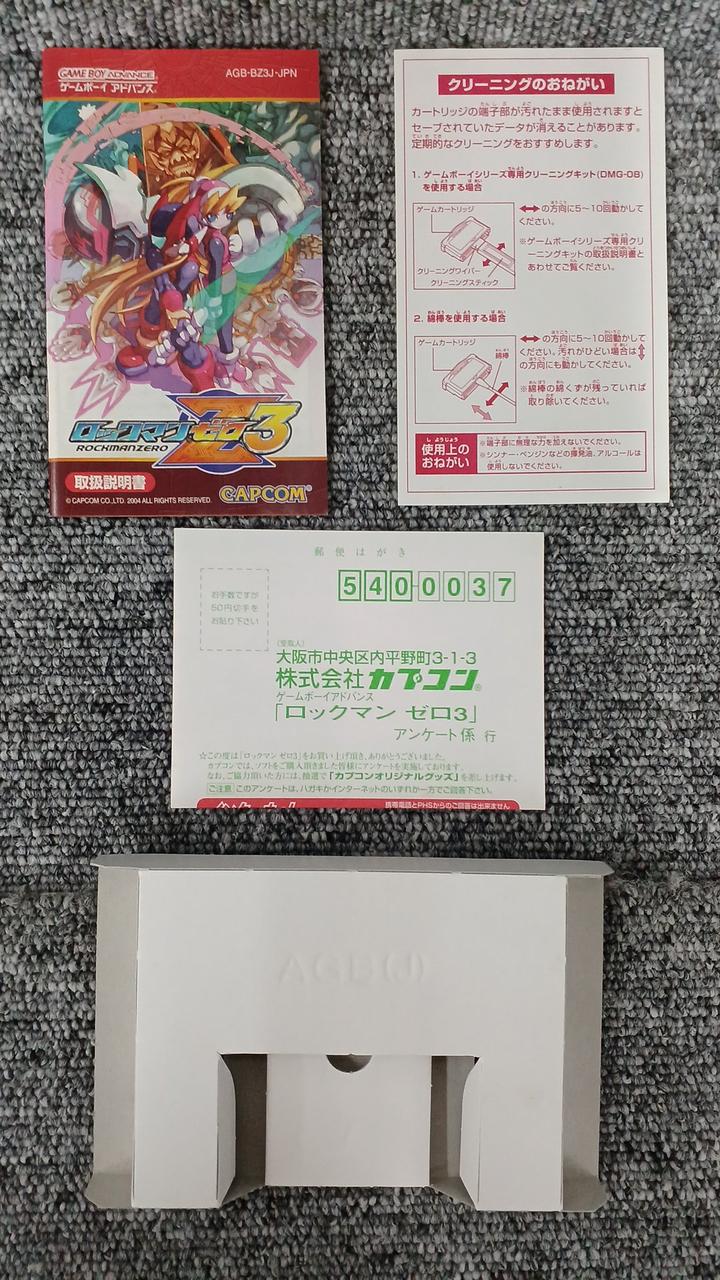 GAME BOY ADVANCE
ゲームボーイ アドバンス
AGB-BZ3J-JPN
ロックマンゼロ3
ROCKMANZERO
取扱説明書
© CAPCOM CO.,LTD. 2004 ALL RIGHTS RESERVED.
CAPCOM
クリーニングのおねがい
カートリッジの端子部が汚れたまま使用されますと
セーブされていたデータが消えることがあります。
定期的なクリーニングをおすすめします。
1. ゲームボーイシリーズ専用クリーニングキット(DMG-08)
を使用する場合
ゲームカートリッジ
クリーニングワイパー
クリーニングスティック
↔の方向に5~10回動かして
ください。
※ゲームボーイシリーズ専用クリ
ーニングキットの取扱説明書と
あわせてご覧ください。
2. 綿棒を使用する場合
ゲームカートリッジ
綿棒
↔の方向に5~10回動かして
ください。汚れがひどい場合は⇕
の方向にも動かしてください。
※綿棒の綿くずが残っていれば
取り除いてください。
使用上の
おねがい
※端子部に無理な力を加えないでください。
※シンナー・ベンジンなどの揮発油、アルコールは
使用しないでください。
郵便はがき
お手数ですが
50円切手を
お貼り下さい
540-0037
(受取人)
大阪市中央区内平野町3-1-3
株式会社カプコン®
ゲームボーイアドバンス
「ロックマン ゼロ3」
アンケート係 行
☆この度は「ロックマン ゼロ3」をお買い上げ頂き、ありがとうございました。
カプコンでは、ソフトをご購入頂きました皆様にアンケートを実施しております。
なお、ご協力頂いた方には、抽選で「カプコンオリジナルグッズ」を差し上げます。
ご注意 このアンケートは、ハガキかインターネットのいずれか一方でご回答下さい。
携帯電話とPHSからのご回答は出来ません
AGB(J)